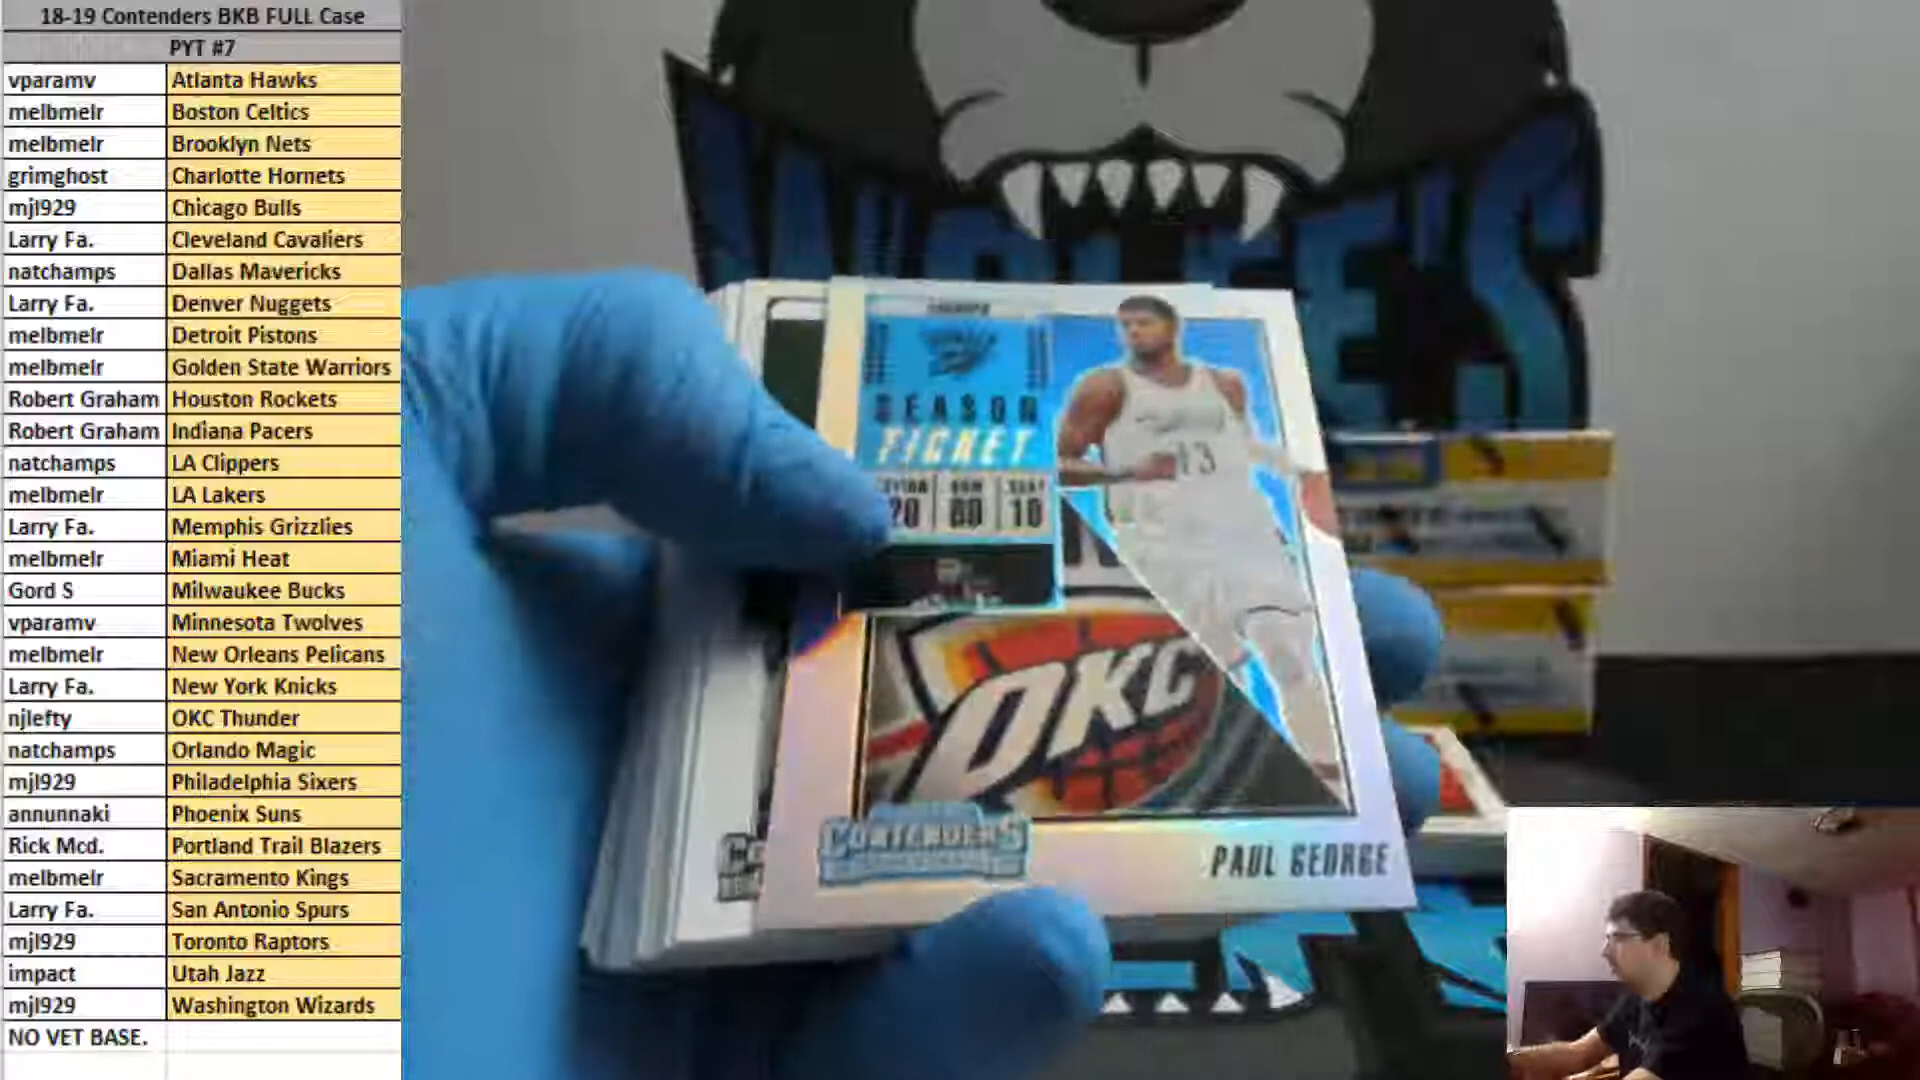 18-19 Contenders BKB FULL Case
PYT #7
vparamv Atlanta Hawks
melbmelr Boston Celtics
melbmelr Brooklyn Nets
grimghost Charlotte Hornets
mjl929 Chicago Bulls
Larry Fa. Cleveland Cavaliers
natchamps Dallas Mavericks
Larry Fa. Denver Nuggets
melbmelr Detroit Pistons
melbmelr Golden State Warriors
Robert Graham Houston Rockets
Robert Graham Indiana Pacers
natchamps LA Clippers
melbmelr LA Lakers
Larry Fa. Memphis Grizzlies
melbmelr Miami Heat
Gord S Milwaukee Bucks
vparamv Minnesota Twolves
melbmelr New Orleans Pelicans
Larry Fa. New York Knicks
njlefty OKC Thunder
natchamps Orlando Magic
mjl929 Philadelphia Sixers
annunnaki Phoenix Suns
Rick Mcd. Portland Trail Blazers
melbmelr Sacramento Kings
Larry Fa. San Antonio Spurs
mjl929 Toronto Raptors
impact Utah Jazz
mjl929 Washington Wizards
NO VET BASE.
SEASON
TICKET
20 10
13
OKC
CONTENDERS
PAUL GEORGE